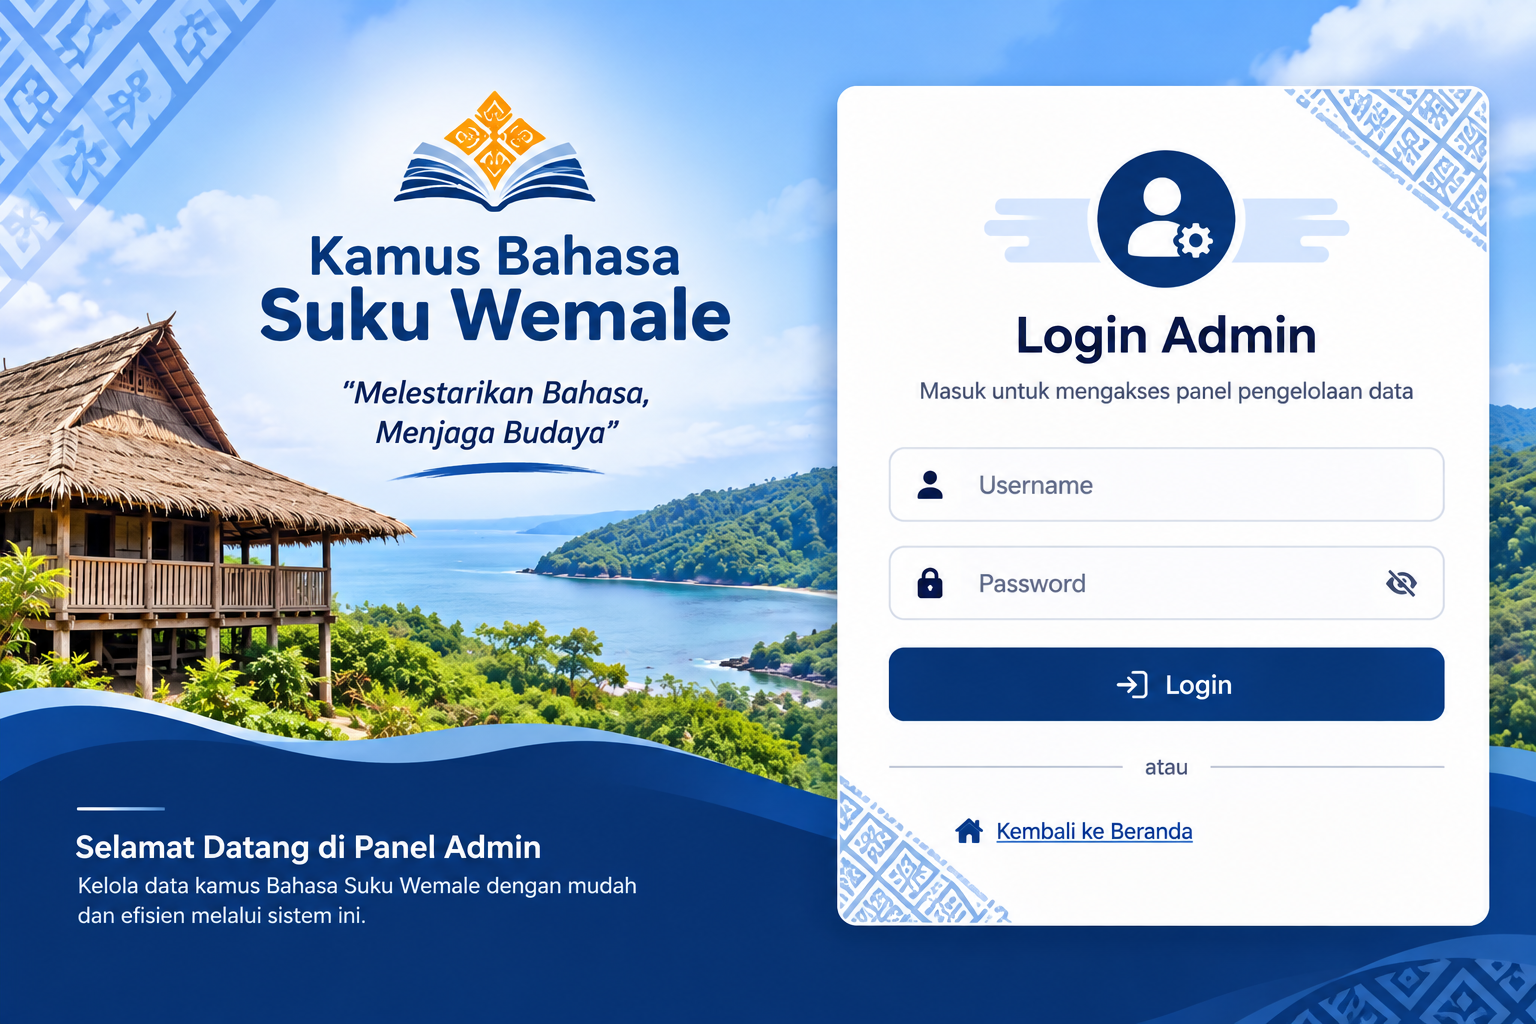 Kamus Bahasa
Suku Wemale
“Melestarikan Bahasa,
Menjaga Budaya”
Selamat Datang di Panel Admin
Kelola data kamus Bahasa Suku Wemale dengan mudah
dan efisien melalui sistem ini.
Login Admin
Masuk untuk mengakses panel pengelolaan data
Username
Password
Login
atau
Kembali ke Beranda